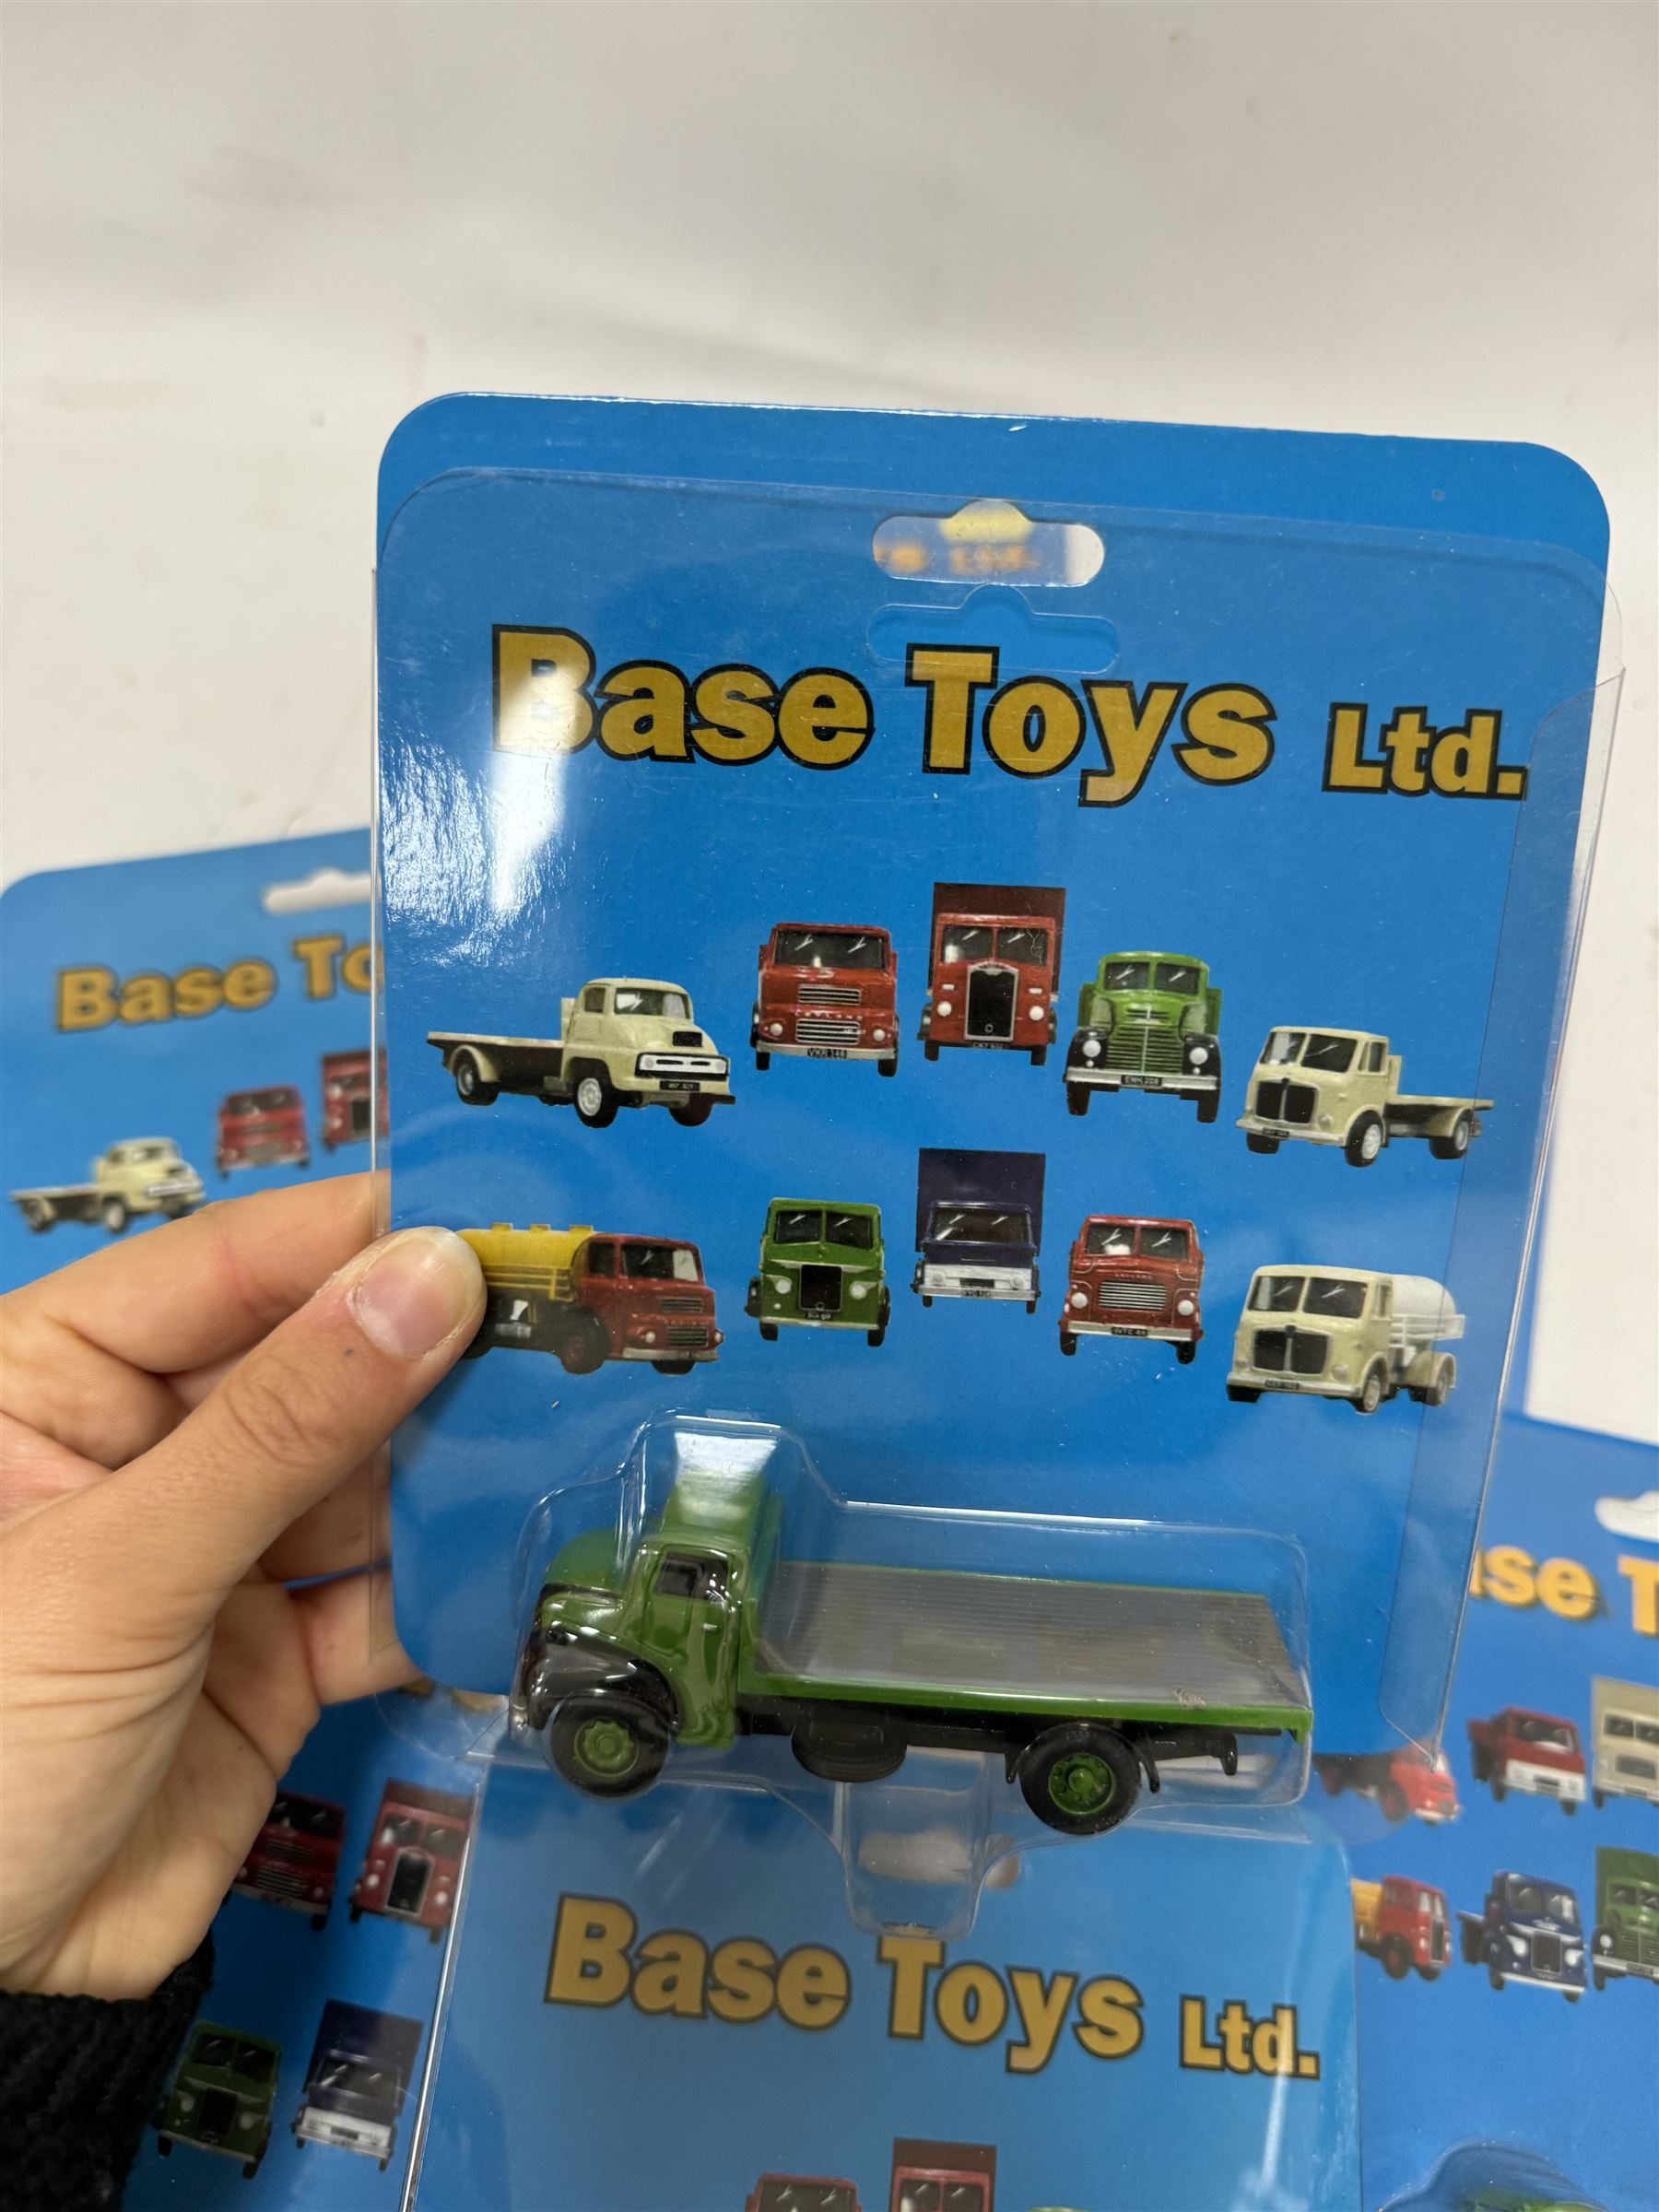 Base Toys Ltd.
Base To
ase T
Base Toys Ltd.